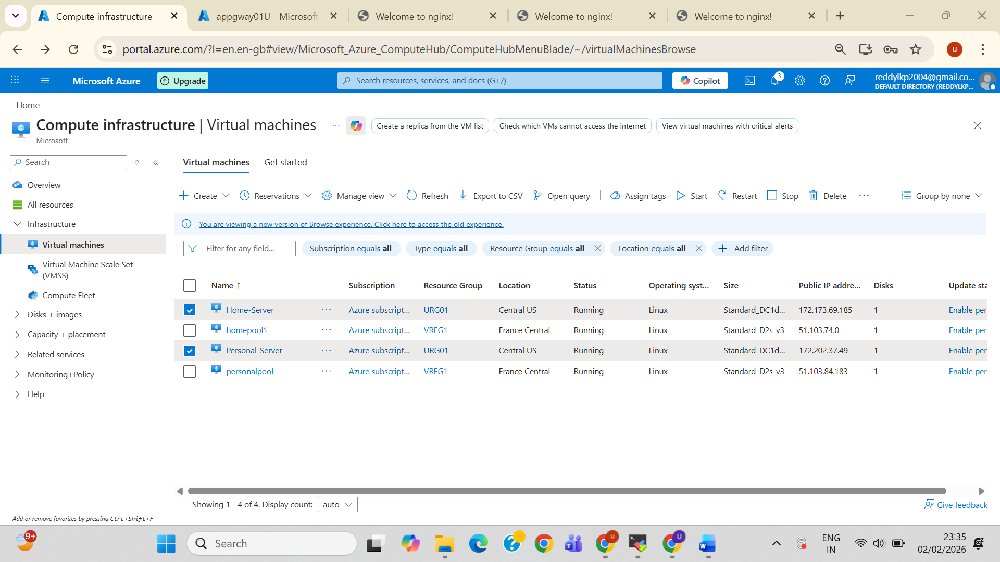 Compute infrastructure -
appgway01U - Microsoft
Welcome to nginx!
Welcome to nginx!
Welcome to nginx!
portal.azure.com/?l=en.en-gb#view/Microsoft_Azure_ComputeHub/ComputeHubMenuBlade/~/virtualMachinesBrowse
u
Microsoft Azure
Upgrade
Search resources, services, and docs (G+/)
Copilot
3
reddylkp2004@gmail.co...
DEFAULT DIRECTORY (REDDYLKP...
Home
Compute infrastructure | Virtual machines
...
Create a replica from the VM list
Check which VMs cannot access the internet
View virtual machines with critical alerts
Microsoft
Search
Overview
All resources
Infrastructure
Virtual machines
Virtual Machine Scale Set
(VMSS)
Compute Fleet
Disks + images
Capacity + placement
Related services
Monitoring+Policy
Help
Add or remove favorites by pressing Ctrl+Shift+F
Virtual machines
Get started
Create
Reservations
Manage view
Refresh
Export to CSV
Open query
Assign tags
Start
Restart
Stop
Delete
...
Group by none
You are viewing a new version of Browse experience. Click here to access the old experience.
Filter for any field...
Subscription equals all
Type equals all
Resource Group equals all
Location equals all
Add filter
Name ↑ Subscription Resource Group Location Status Operating syst... Size Public IP addre... Disks Update sta
Home-Server ... Azure subscript... URG01 Central US Running Linux Standard_DC1d... 172.173.69.185 1 Enable per
homepool1 ... Azure subscript... VREG1 France Central Running Linux Standard_D2s_v3 51.103.74.0 1 Enable per
Personal-Server ... Azure subscript... URG01 Central US Running Linux Standard_DC1d... 172.202.37.49 1 Enable per
personalpool ... Azure subscript... VREG1 France Central Running Linux Standard_D2s_v3 51.103.84.183 1 Enable per
Showing 1 - 4 of 4. Display count: auto
Give feedback
9+
Search
u
U
ENG
IN
23:35
02/02/2026